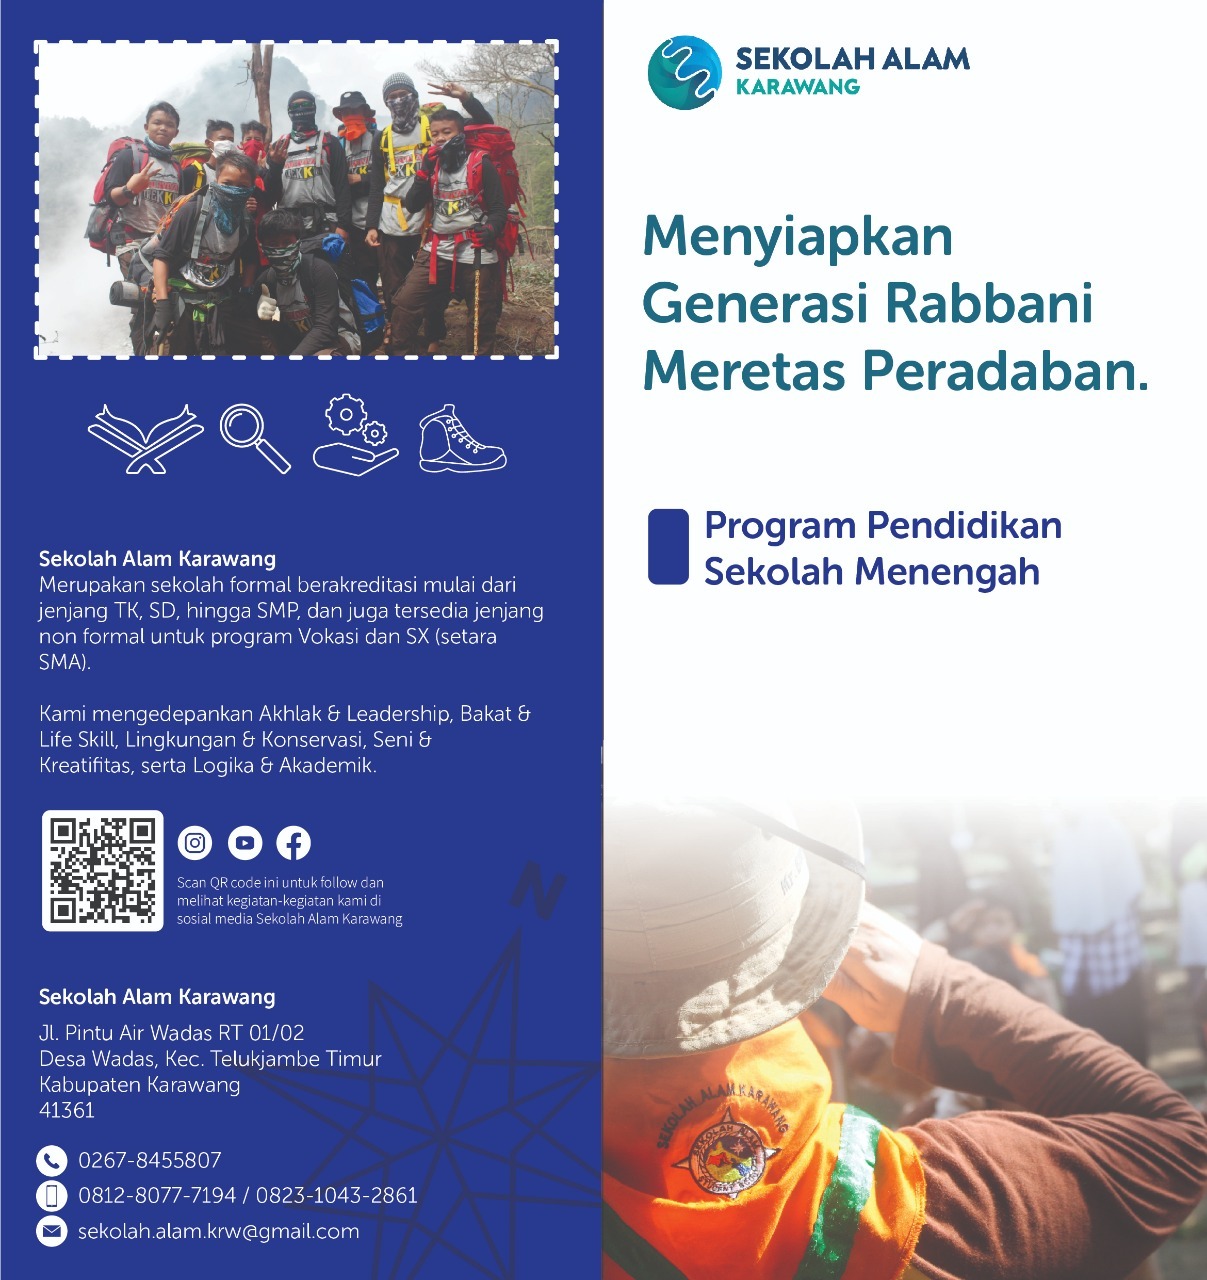 Sekolah Alam Karawang
Merupakan sekolah formal berakreditasi mulai dari
jenjang TK, SD, hingga SMP, dan juga tersedia jenjang
non formal untuk program Vokasi dan SX (setara
SMA).
Kami mengedepankan Akhlak & Leadership, Bakat &
Life Skill, Lingkungan & Konservasi, Seni &
Kreatifitas, serta Logika & Akademik.
Scan QR code ini untuk follow dan
melihat kegiatan-kegiatan kami di
sosial media Sekolah Alam Karawang
N
Sekolah Alam Karawang
Jl. Pintu Air Wadas RT 01/02
Desa Wadas, Kec. Telukjambe Timur
Kabupaten Karawang
41361
0267-8455807
0812-8077-7194 / 0823-1043-2861
sekolah.alam.krw@gmail.com
SEKOLAH ALAM
KARAWANG
Menyiapkan
Generasi Rabbani
Meretas Peradaban.
Program Pendidikan
Sekolah Menengah
SEKOLAH ALAM KARAWANG
SEKOLAH ALAM